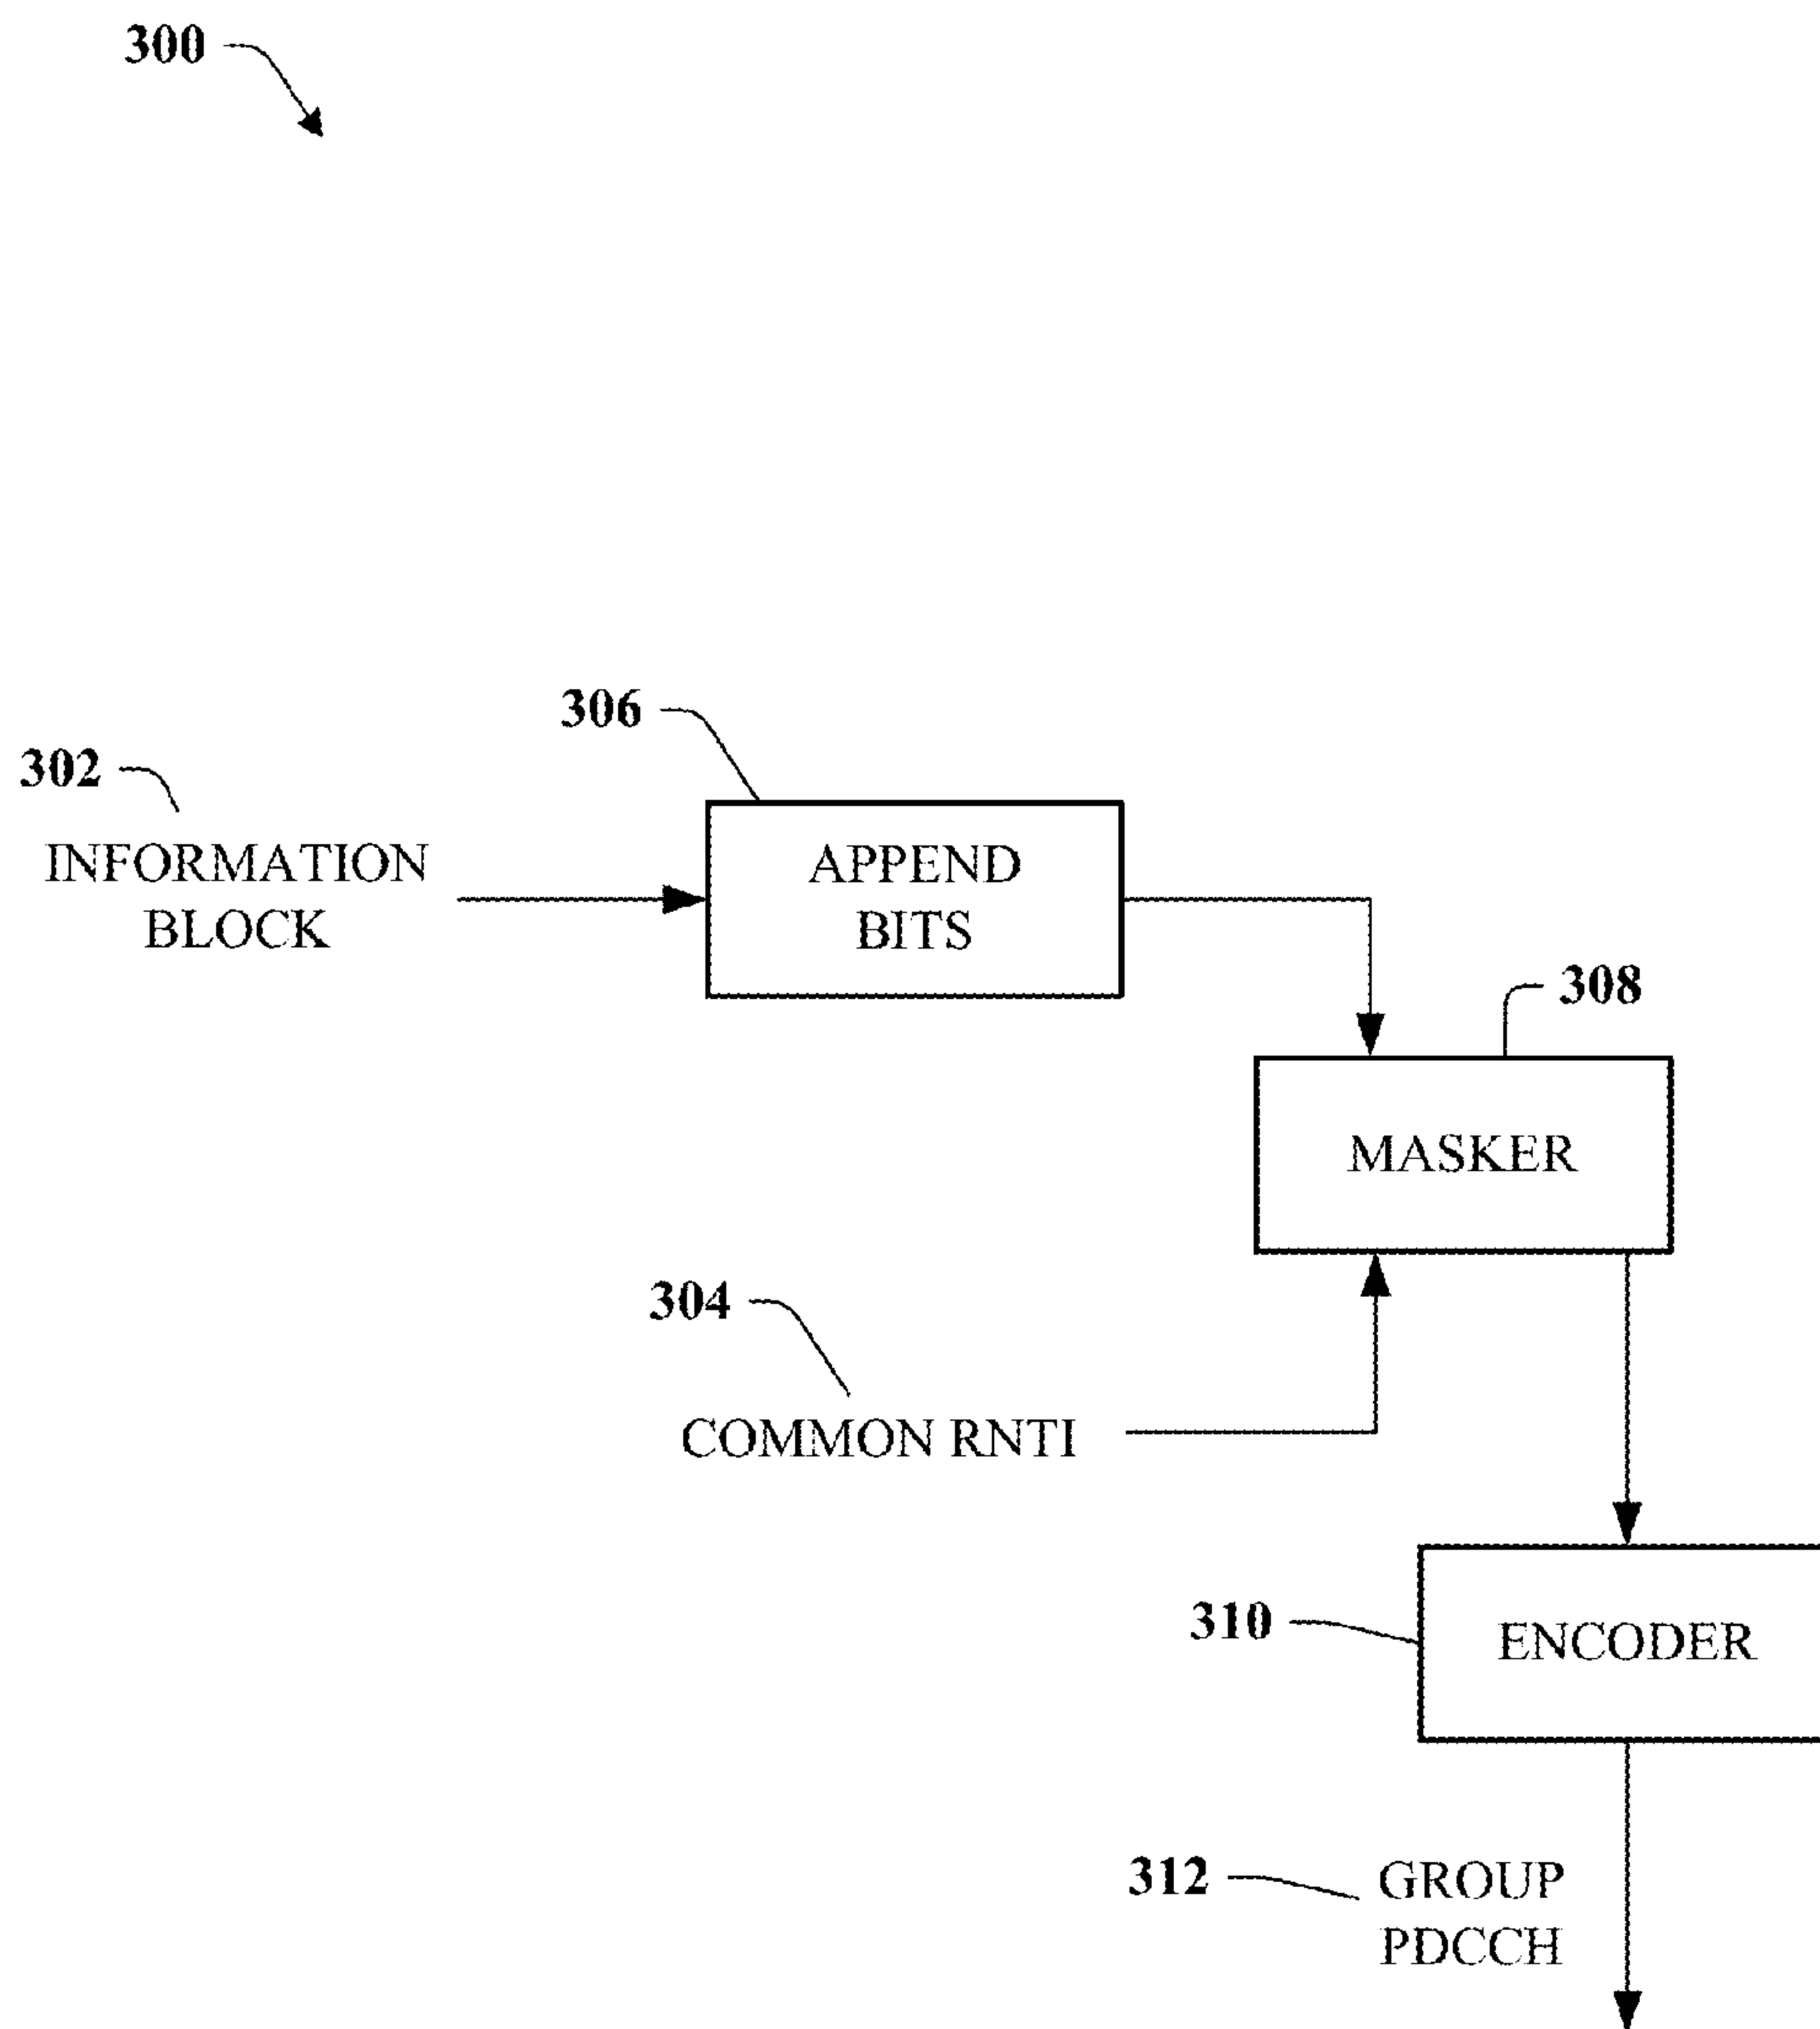 300
306
302
INFORMATION
BLOCK
APPEND
BITS
308
MASKER
304
COMMON RNTI
310
ENCODER
312
GROUP
PDCCH